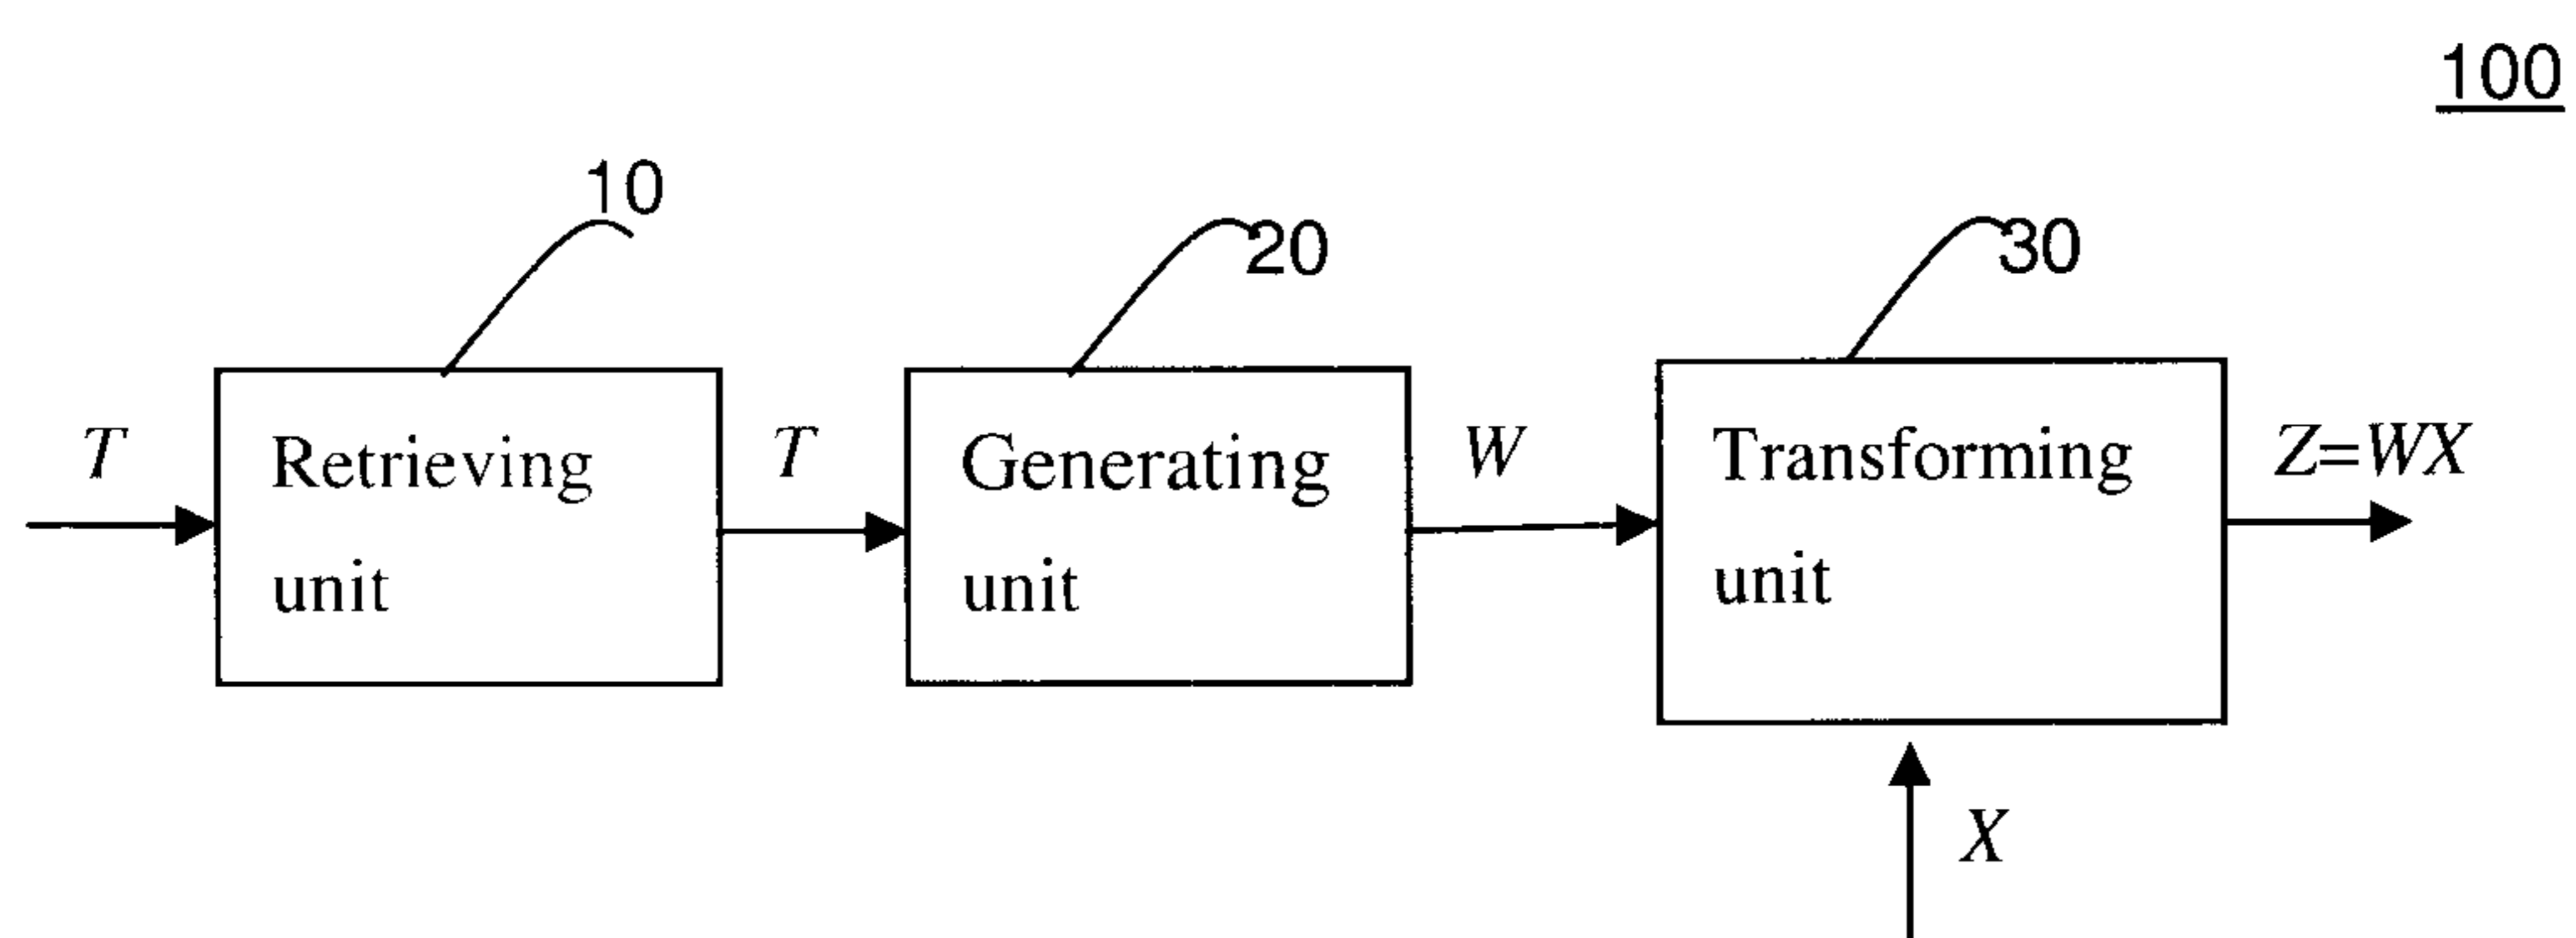 100
10
20
30
T
Retrieving
unit
T
Generating
unit
W
Transforming
unit
Z=WX
X